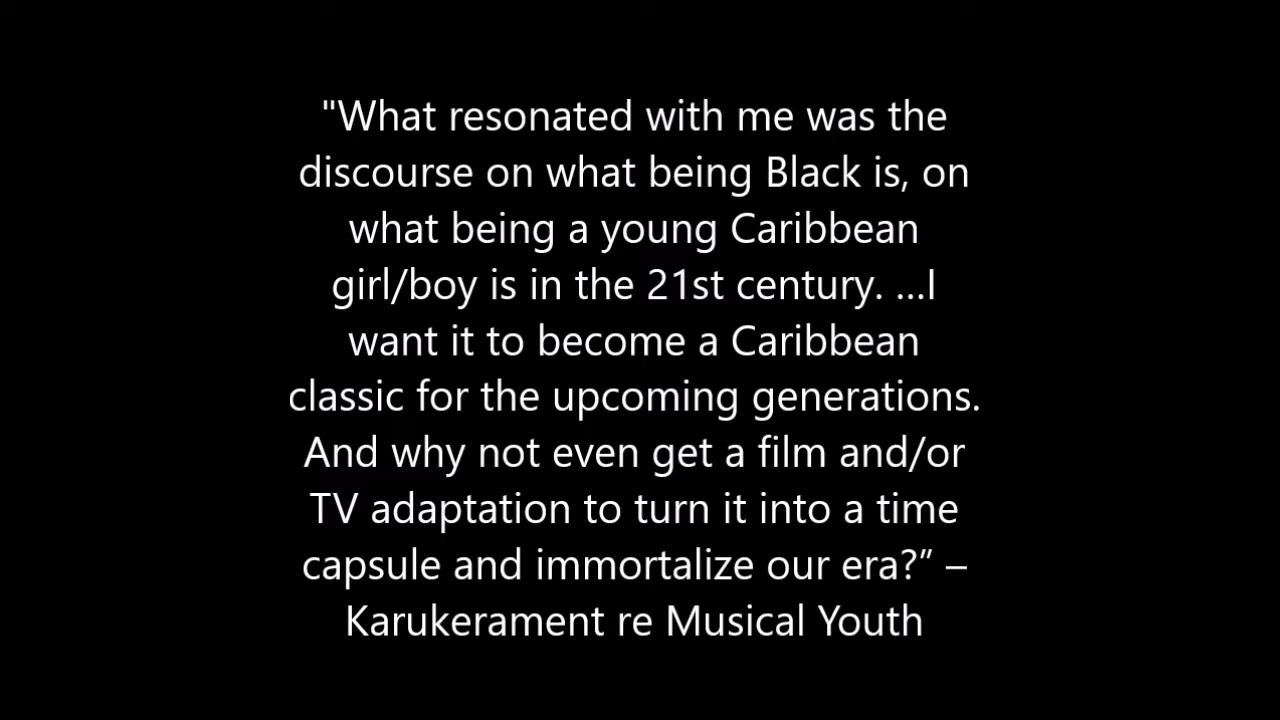 "What resonated with me was the
discourse on what being Black is, on
what being a young Caribbean
girl/boy is in the 21st century. ...I
want it to become a Caribbean
classic for the upcoming generations.
And why not even get a film and/or
TV adaptation to turn it into a time
capsule and immortalize our era?” –
Karukerament re Musical Youth